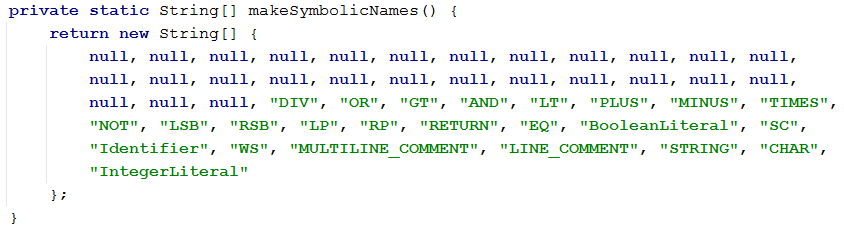 private static String[] makeSymbolicNames() {
return new String[] {
null, null, null, null, null, null, null, null, null, null, null, null,
null, null, null, null, null, null, null, null, null, null, null, null,
null, null, null, "DIV", "OR", "GT", "AND", "LT", "PLUS", "MINUS", "TIMES",
"NOT", "LSB", "RSB", "LP", "RP", "RETURN", "EQ", "BooleanLiteral", "SC",
"Identifier", "WS", "MULTILINE_COMMENT", "LINE_COMMENT", "STRING", "CHAR",
"IntegerLiteral"
};
}